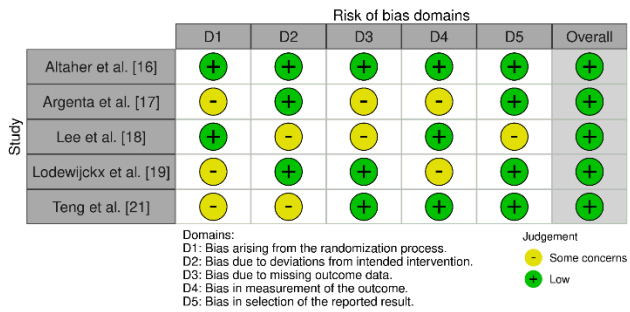 Risk of bias domains
D1 D2 D3 D4 D5 Overall
Study
Altaher et al. [16] + + + + + +
Argenta et al. [17] - + - - + +
Lee et al. [18] + - - + - +
Lodewijckx et al. [19] - + + - + +
Teng et al. [21] - - + + + +
Domains:
D1: Bias arising from the randomization process.
D2: Bias due to deviations from intended intervention.
D3: Bias due to missing outcome data.
D4: Bias in measurement of the outcome.
D5: Bias in selection of the reported result.
Judgement
- Some concerns
+ Low